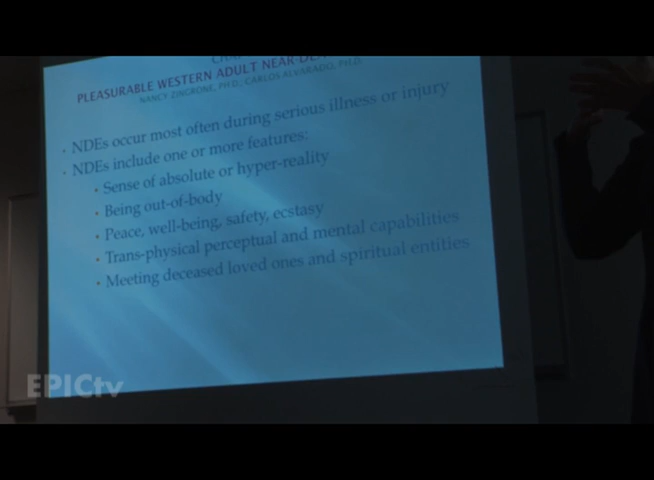 PLEASURABLE WESTERN ADULT NEAR-DE
NANCY ZINGRONE, PH.D., CARLOS ALVARADO, PH.D.
· NDEs occur most often during serious illness or injury
· NDEs include one or more features:
• Sense of absolute or hyper-reality
• Being out-of-body
• Peace, well-being, safety, ecstasy
• Trans-physical perceptual and mental capabilities
• Meeting deceased loved ones and spiritual entities
EPICtv